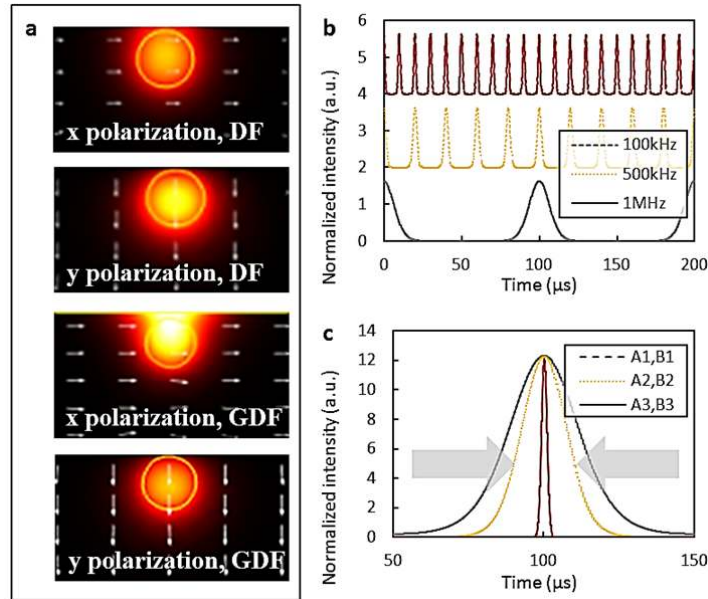 a
x polarization, DF
y polarization, DF
x polarization, GDF
y polarization, GDF
b
Normalized intensity (a.u.)
6
5
4
3
2
1
0
100kHz
500kHz
1MHz
0 50 100 150 200
Time (µs)
c
Normalized intensity (a.u.)
14
12
10
8
6
4
2
0
A1,B1
A2,B2
A3,B3
50 100 150
Time (µs)